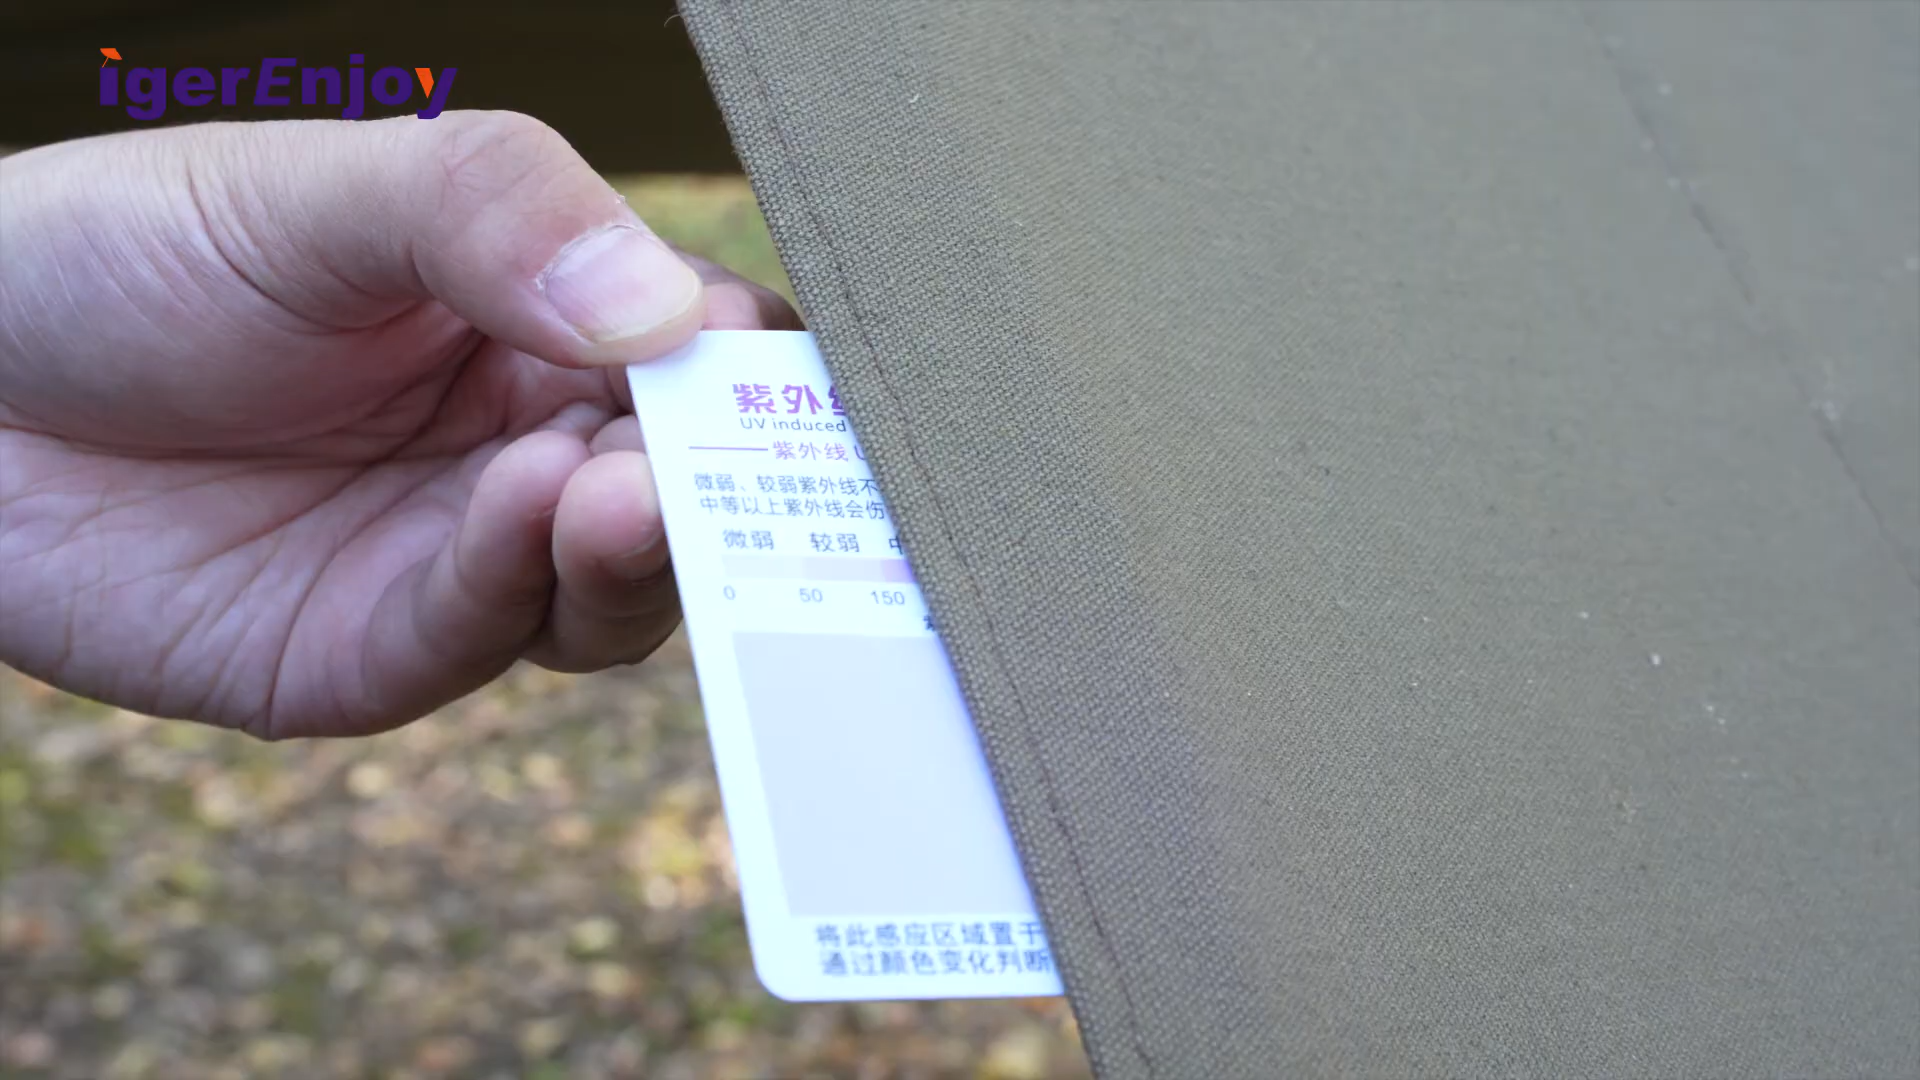 igerEnjoy
紫外
UV induced
紫外线
微弱、较弱紫外线不
中等以上紫外线会伤
微弱 较弱 中
0 50 150
将此感应区域置于
通过颜色变化判断